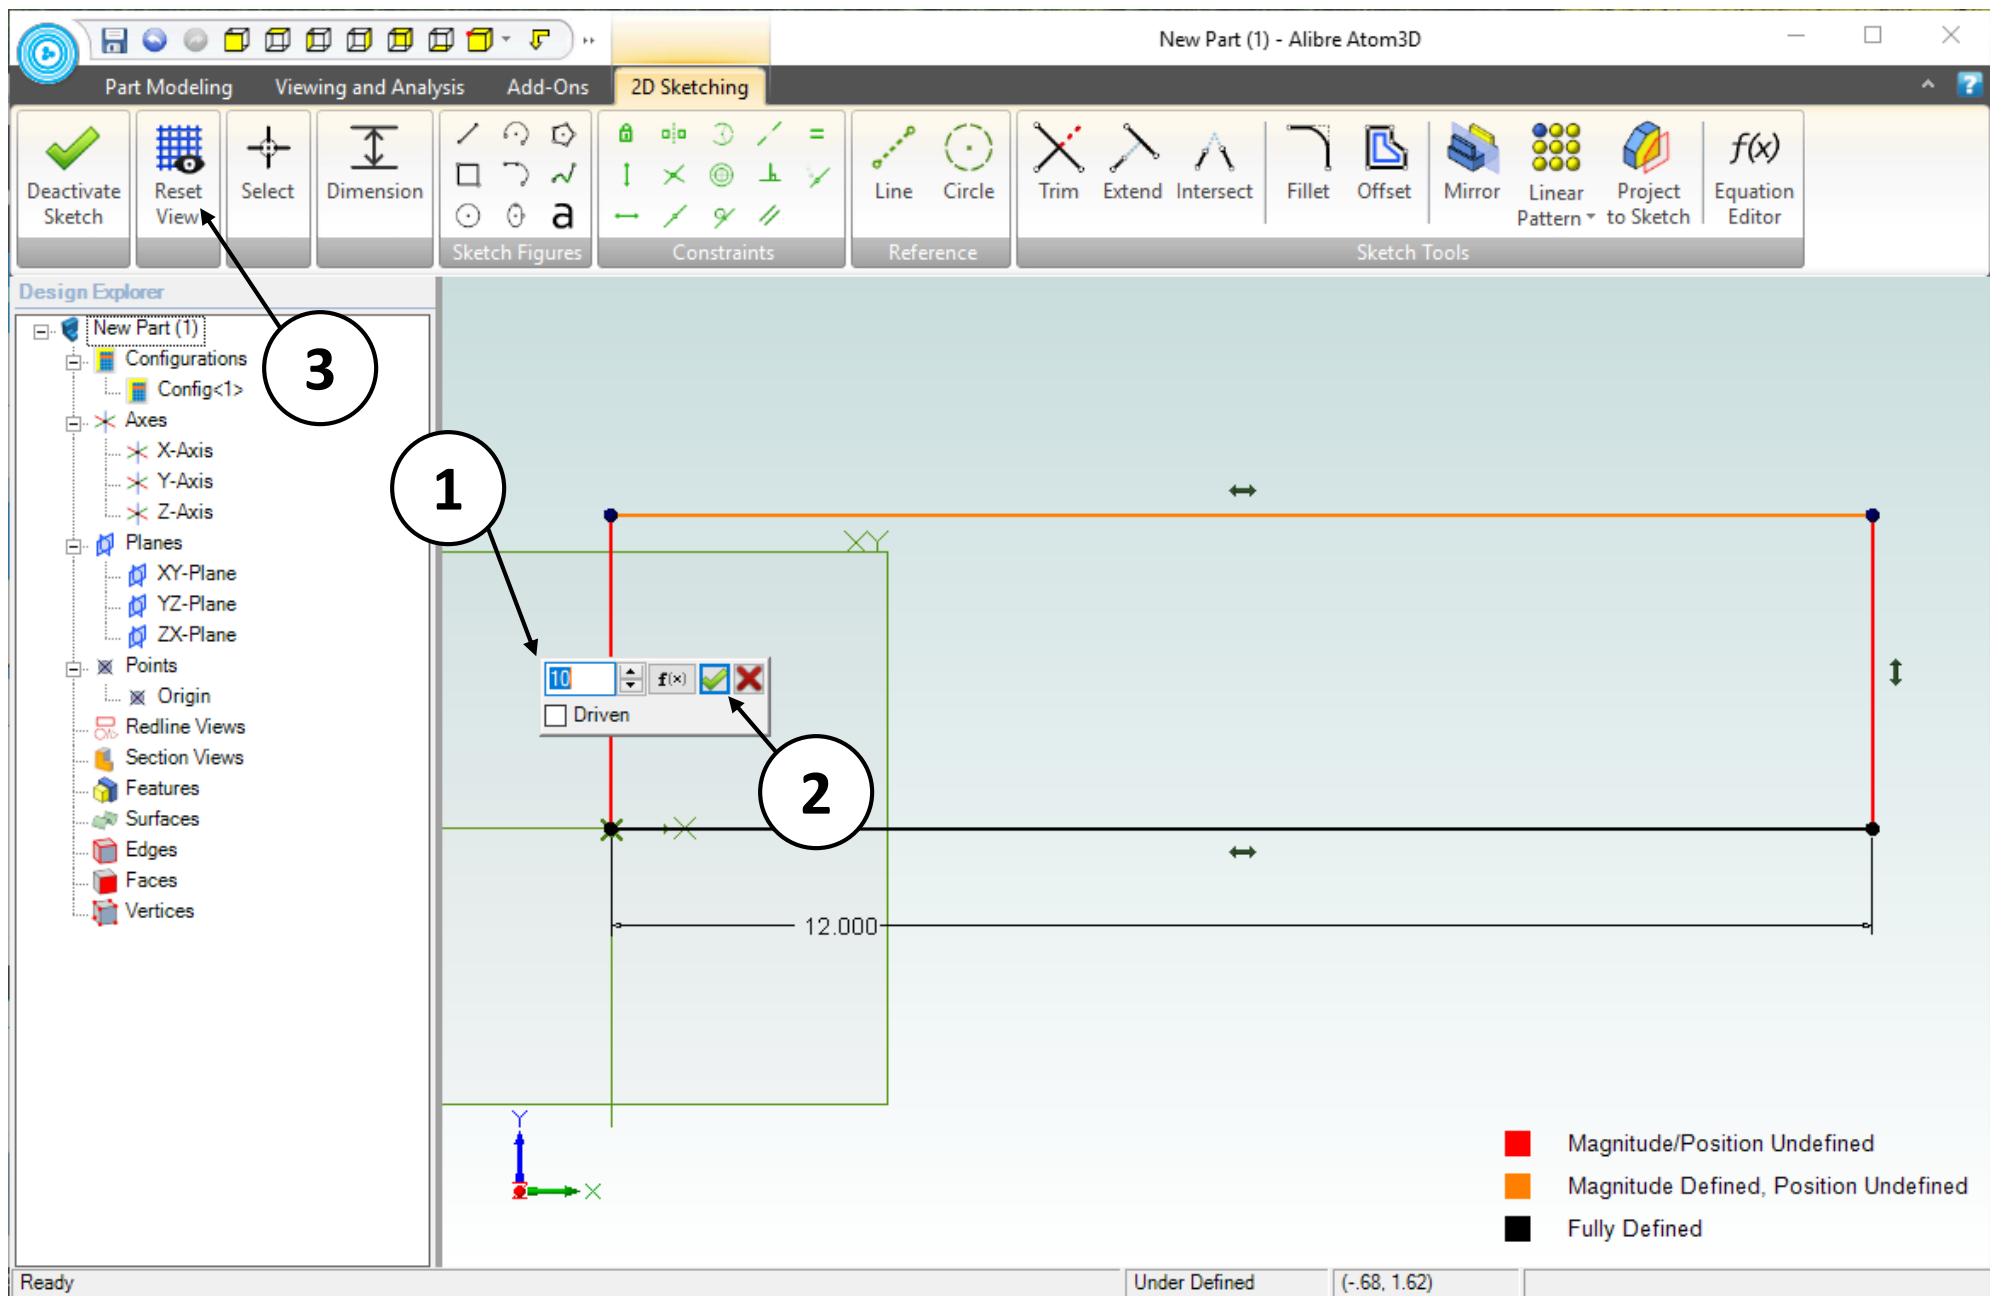 New Part (1) - Alibre Atom3D
Part Modeling Viewing and Analysis Add-Ons 2D Sketching
Deactivate Sketch
Reset View
Select
Dimension
a
Sketch Figures
Constraints
Line Circle
Reference
Trim Extend Intersect Fillet Offset Mirror Linear Pattern Project to Sketch f(x) Equation Editor
Sketch Tools
Design Explorer
New Part (1)
Configurations
Config<1>
Axes
X-Axis
Y-Axis
Z-Axis
Planes
XY-Plane
YZ-Plane
ZX-Plane
Points
Origin
Redline Views
Section Views
Features
Surfaces
Edges
Faces
Vertices
3
1
XY
10 f(x)
Driven
2
X
12.000
Y
X
Z
Magnitude/Position Undefined
Magnitude Defined, Position Undefined
Fully Defined
Ready Under Defined (-.68, 1.62)